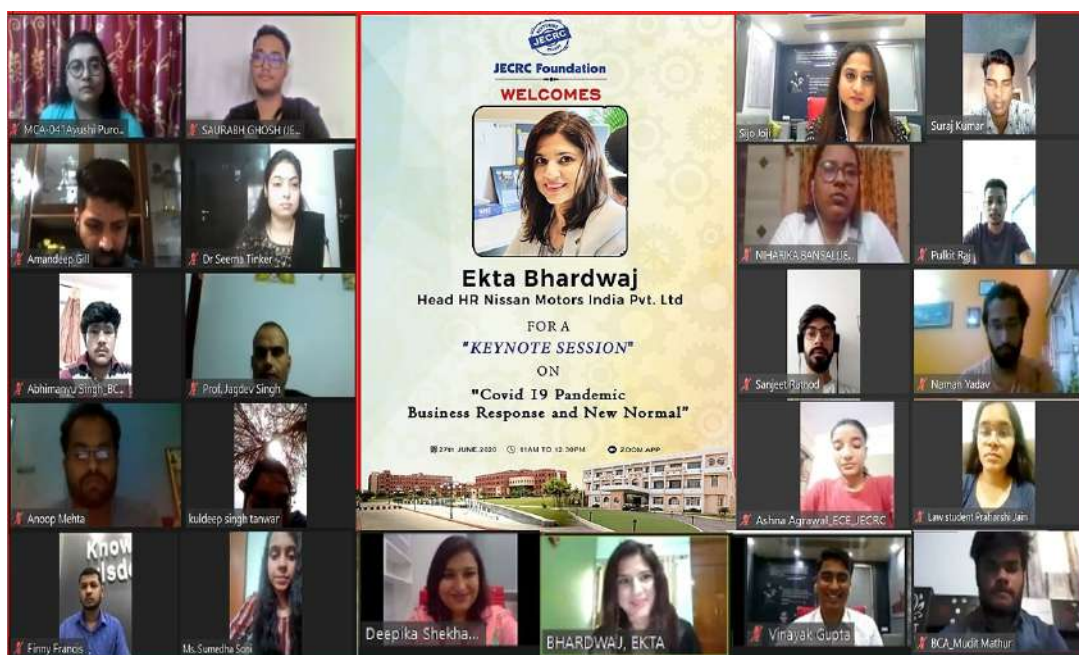 JECRC
JECRC Foundation
WELCOMES
Ekta Bhardwaj
Head HR Nissan Motors India Pvt. Ltd
FOR A
"KEYNOTE SESSION"
ON
"Covid 19 Pandemic
Business Response and New Normal"
27th JUNE 2020 11AM TO 12:30PM ZOOM APP
MCA-041Ayushi Puro...
SAURABH GHOSH (JE...
Sijo Joji
Suraj Kumar
Amandeep Gill
Dr Seema Tinker
NIHARIKA BANSAL(18...
Pulkit Raj
Abhimanyu Singh_BC...
Prof.Jagdev Singh
Sanjeet Rathod
Naman Yadav
Anoop Mehta
kuldeep singh tanwar
Ashna Agrawal_ECE_JECRC
Law student Praharshi Jain
Know
isd
Finny Francis
Ms. Sumedha Soni
Deepika Shekha...
BHARDWAJ, EKTA
Vinayak Gupta
BCA_Mudit Mathur